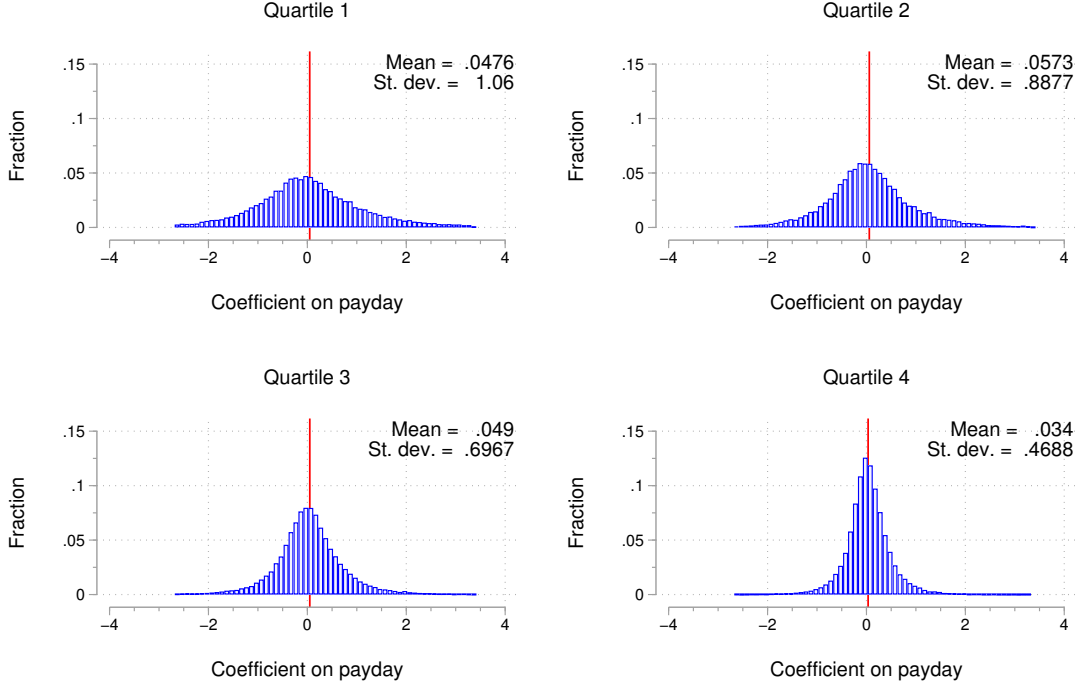 Quartile 1
Mean = .0476
St. dev. = 1.06
.15
.1
.05
0
Fraction
−4 −2 0 2 4
Coefficient on payday
Quartile 2
Mean = .0573
St. dev. = .8877
.15
.1
.05
0
Fraction
−4 −2 0 2 4
Coefficient on payday
Quartile 3
Mean = .049
St. dev. = .6967
.15
.1
.05
0
Fraction
−4 −2 0 2 4
Coefficient on payday
Quartile 4
Mean = .034
St. dev. = .4688
.15
.1
.05
0
Fraction
−4 −2 0 2 4
Coefficient on payday